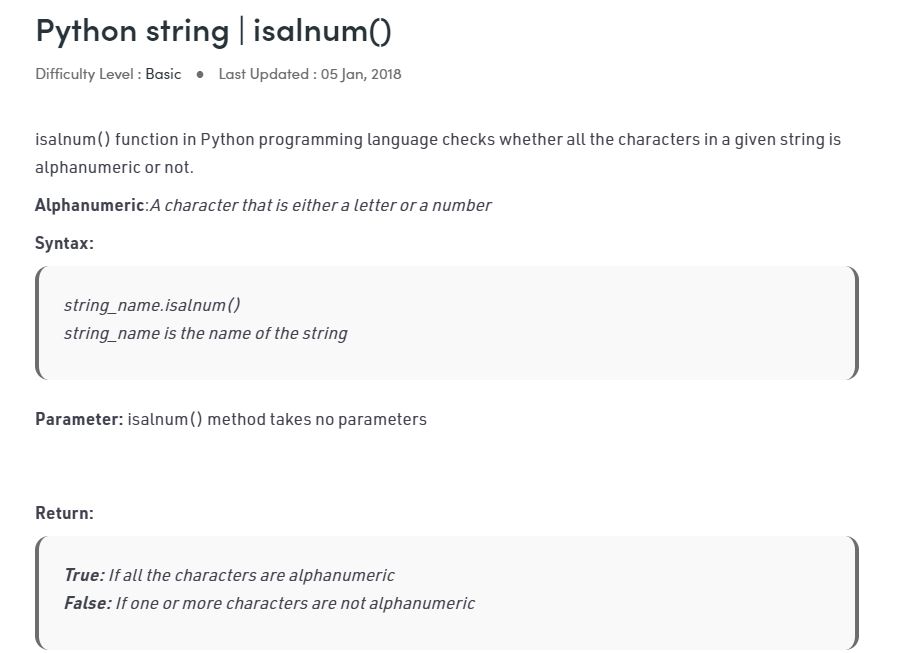 Python string | isalnum()
Difficulty Level : Basic ● Last Updated : 05 Jan, 2018
isalnum() function in Python programming language checks whether all the characters in a given string is
alphanumeric or not.
Alphanumeric:A character that is either a letter or a number
Syntax:
string_name.isalnum()
string_name is the name of the string
Parameter: isalnum() method takes no parameters
Return:
True: If all the characters are alphanumeric
False: If one or more characters are not alphanumeric